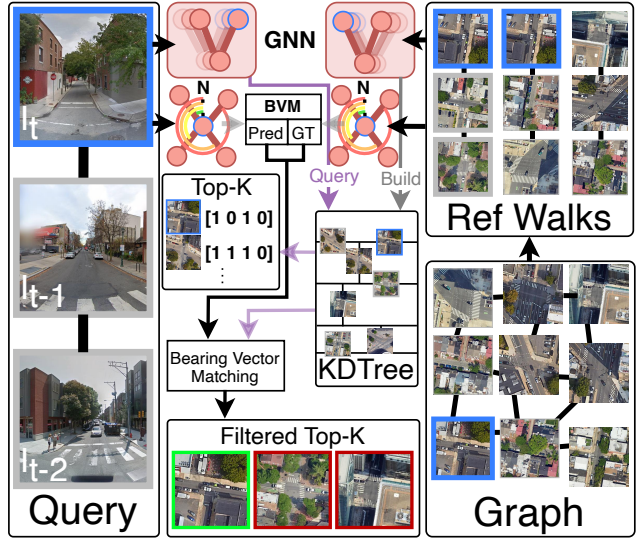 I_t
I_t-1
I_t-2
Query
GNN
N
N
BVM
Pred
GT
Query
Build
Top-K
[1 0 1 0]
[1 1 1 0]
⋮
KDTree
Bearing Vector
Matching
Filtered Top-K
Ref Walks
Graph